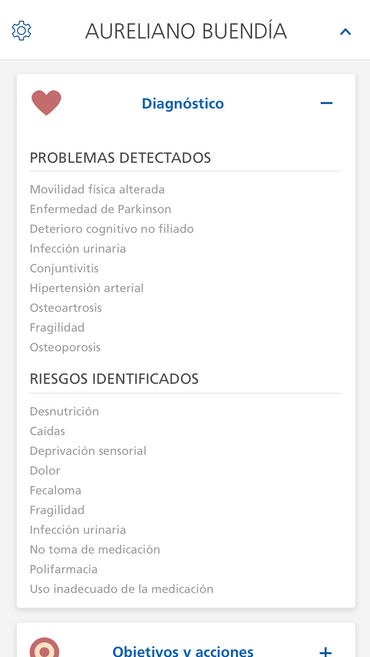 AURELIANO BUENDÍA
Diagnóstico
PROBLEMAS DETECTADOS
Movilidad física alterada
Enfermedad de Parkinson
Deterioro cognitivo no filiado
Infección urinaria
Conjuntivitis
Hipertensión arterial
Osteoartrosis
Fragilidad
Osteoporosis
RIESGOS IDENTIFICADOS
Desnutrición
Caídas
Deprivación sensorial
Dolor
Fecaloma
Fragilidad
Infección urinaria
No toma de medicación
Polifarmacia
Uso inadecuado de la medicación
Objetivos y acciones